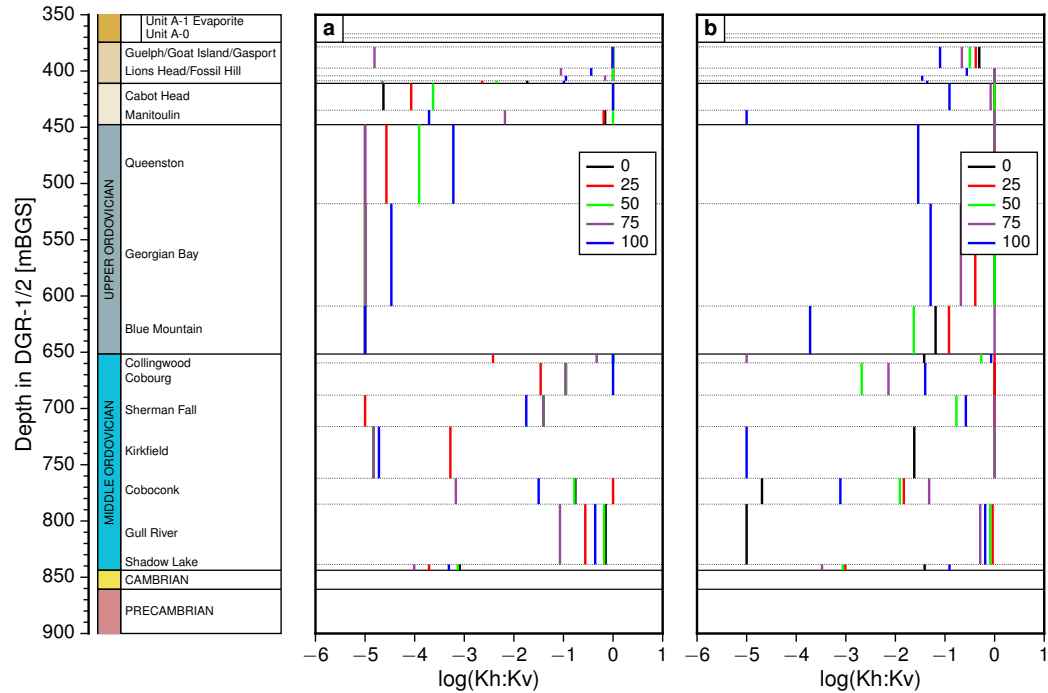 Depth in DGR-1/2 [mBGS]
350
400
450
500
550
600
650
700
750
800
850
900
Unit A-1 Evaporite
Unit A-0
Guelph/Goat Island/Gasport
Lions Head/Fossil Hill
Cabot Head
Manitoulin
UPPER ORDOVICIAN
Queenston
Georgian Bay
Blue Mountain
MIDDLE ORDOVICIAN
Collingwood
Cobourg
Sherman Fall
Kirkfield
Coboconk
Gull River
Shadow Lake
CAMBRIAN
PRECAMBRIAN
a
0
25
50
75
100
−6 −5 −4 −3 −2 −1 0 1
log(Kh:Kv)
b
0
25
50
75
100
−6 −5 −4 −3 −2 −1 0 1
log(Kh:Kv)